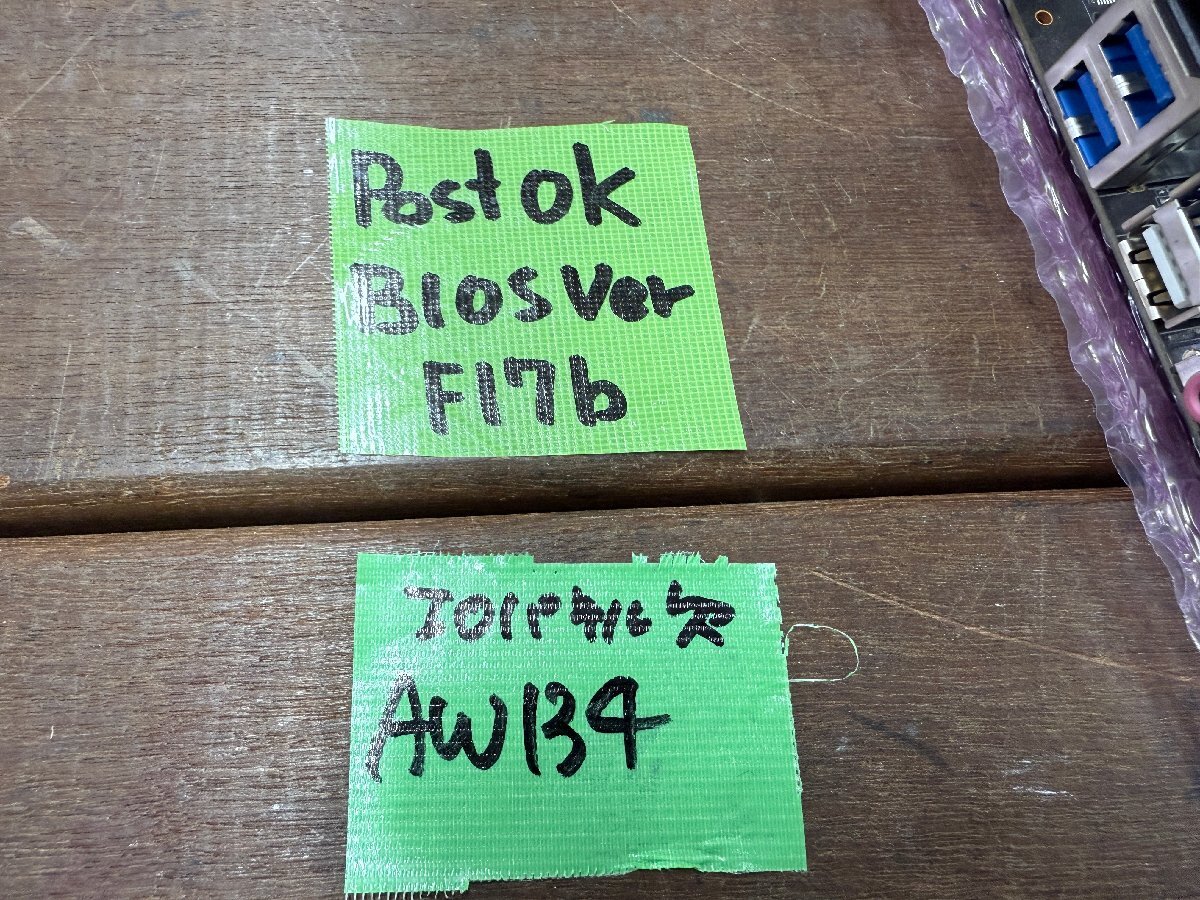 Post OK
BIOS Ver
F17b
AW134